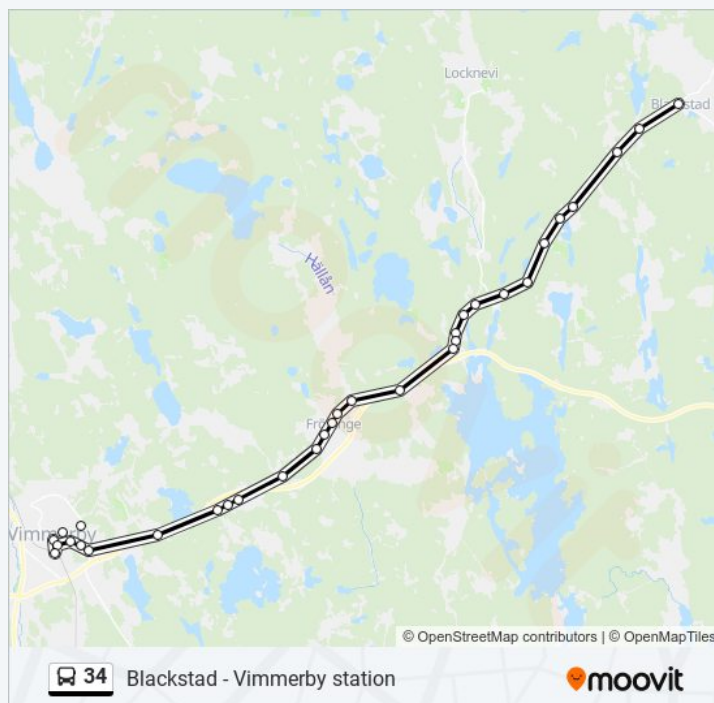 Locknevi
Blackstad
Hällån
Frödinge
Vimmerby
© OpenStreetMap contributors | © OpenMapTiles
34
Blackstad - Vimmerby station
moovit